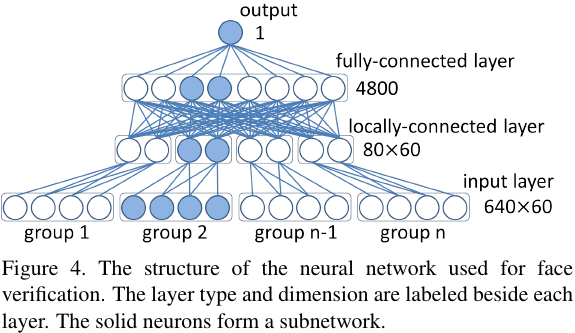 output
1
fully-connected layer
4800
locally-connected layer
80×60
input layer
640×60
group 1 group 2 group n-1 group n
Figure 4. The structure of the neural network used for face
verification. The layer type and dimension are labeled beside each
layer. The solid neurons form a subnetwork.